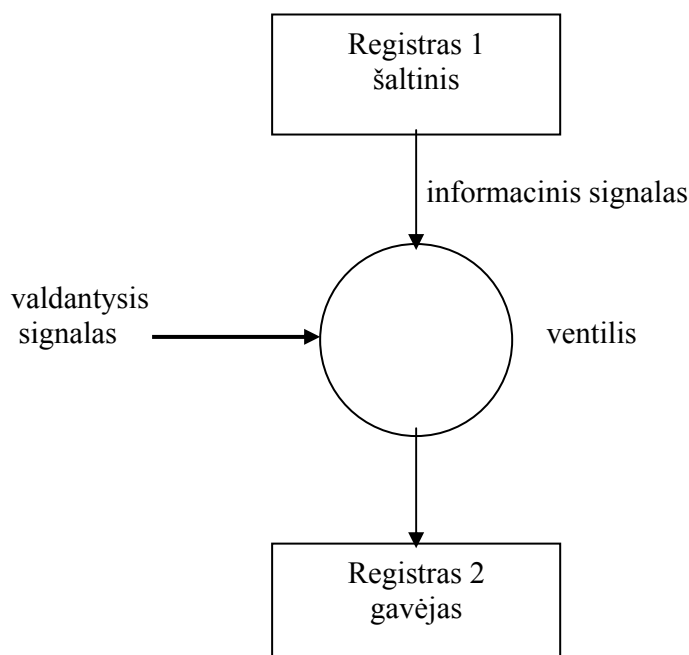 Registras 1
šaltinis
informacinis signalas
valdantysis
signalas
ventilis
Registras 2
gavėjas